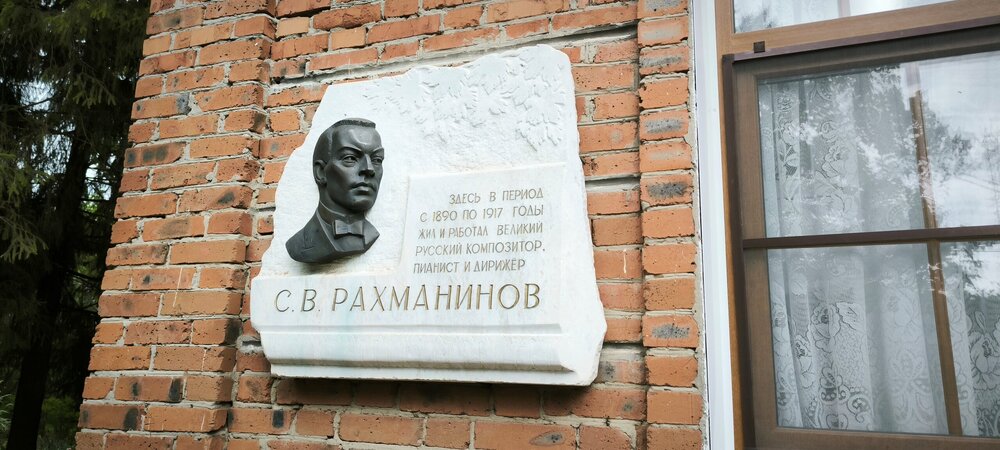 ЗДЕСЬ В ПЕРИОД
С 1890 ПО 1917 ГОДЫ
ЖИЛ И РАБОТАЛ ВЕЛИКИЙ
РУССКИЙ КОМПОЗИТОР,
ПИАНИСТ И ДИРИЖЕР
С. В. РАХМАНИНОВ